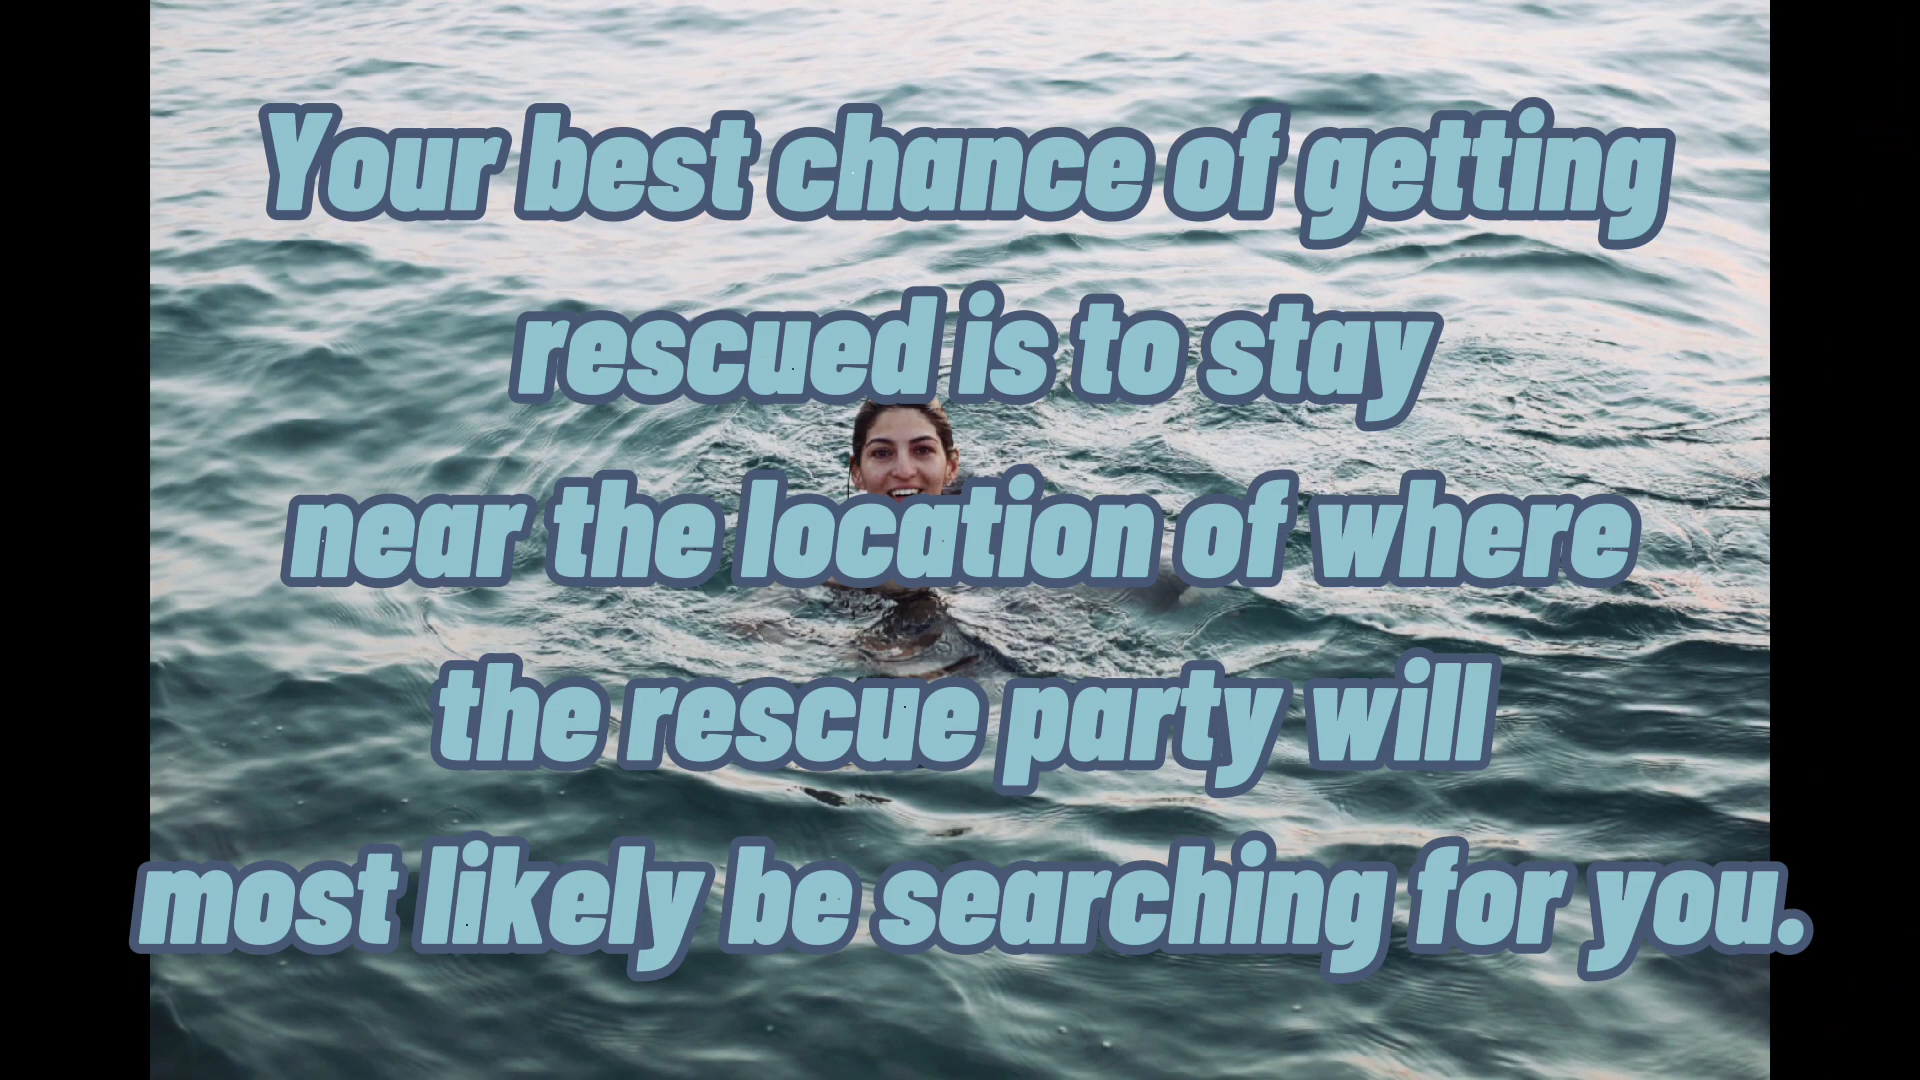 Your best chance of getting
rescued is to stay
near the location of where
the rescue party will
most likely be searching for you.